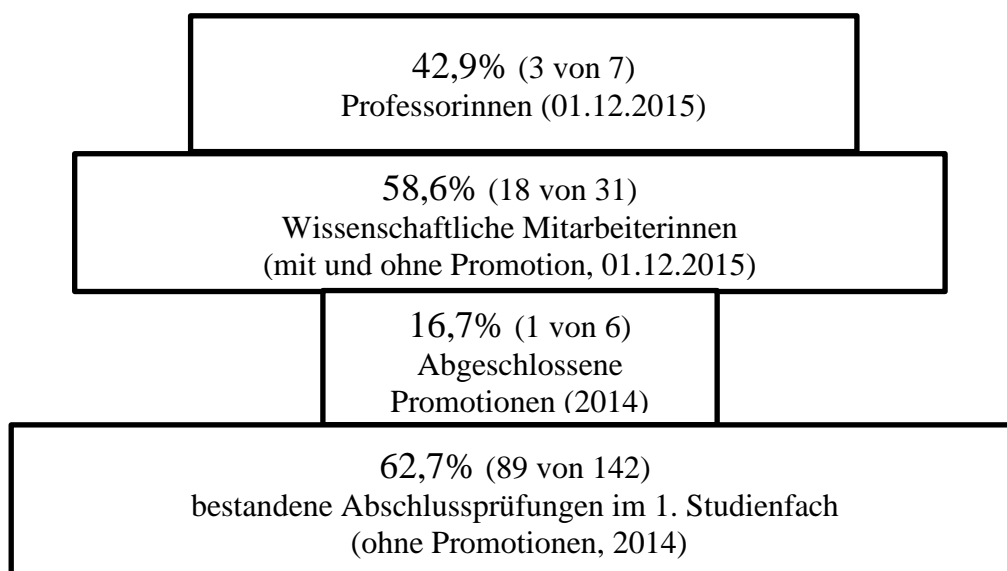 42,9% (3 von 7)
Professorinnen (01.12.2015)
58,6% (18 von 31)
Wissenschaftliche Mitarbeiterinnen
(mit und ohne Promotion, 01.12.2015)
16,7% (1 von 6)
Abgeschlossene
Promotionen (2014)
62,7% (89 von 142)
bestandene Abschlussprüfungen im 1. Studienfach
(ohne Promotionen, 2014)